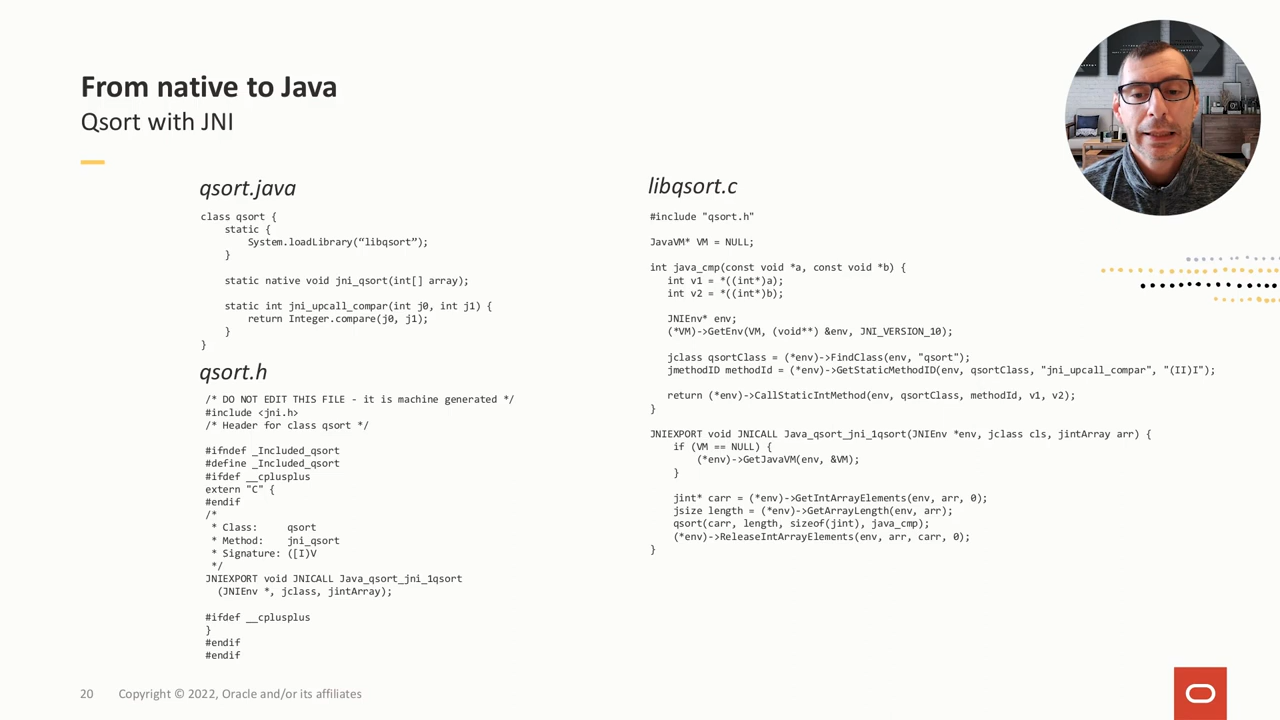 From native to Java
Qsort with JNI
qsort.java
class qsort {
    static {
        System.loadLibrary(“libqsort”);
    }

    static native void jni_qsort(int[] array);

    static int jni_upcall_compar(int j0, int j1) {
        return Integer.compare(j0, j1);
    }
}
qsort.h
/* DO NOT EDIT THIS FILE - it is machine generated */
#include <jni.h>
/* Header for class qsort */

#ifndef _Included_qsort
#define _Included_qsort
#ifdef __cplusplus
extern "C" {
#endif
/*
 * Class:     qsort
 * Method:    jni_qsort
 * Signature: ([I)V
 */
JNIEXPORT void JNICALL Java_qsort_jni_1qsort
  (JNIEnv *, jclass, jintArray);

#ifdef __cplusplus
}
#endif
#endif
libqsort.c
#include "qsort.h"

JavaVM* VM = NULL;

int java_cmp(const void *a, const void *b) {
   int v1 = *((int*)a);
   int v2 = *((int*)b);

   JNIEnv* env;
   (*VM)->GetEnv(VM, (void**) &env, JNI_VERSION_10);

   jclass qsortClass = (*env)->FindClass(env, "qsort");
   jmethodID methodId = (*env)->GetStaticMethodID(env, qsortClass, "jni_upcall_compar", "(II)I");

   return (*env)->CallStaticIntMethod(env, qsortClass, methodId, v1, v2);
}

JNIEXPORT void JNICALL Java_qsort_jni_1qsort(JNIEnv *env, jclass cls, jintArray arr) {
    if (VM == NULL) {
        (*env)->GetJavaVM(env, &VM);
    }

    jint* carr = (*env)->GetIntArrayElements(env, arr, 0);
    jsize length = (*env)->GetArrayLength(env, arr);
    qsort(carr, length, sizeof(jint), java_cmp);
    (*env)->ReleaseIntArrayElements(env, arr, carr, 0);
}
20 Copyright © 2022, Oracle and/or its affiliates